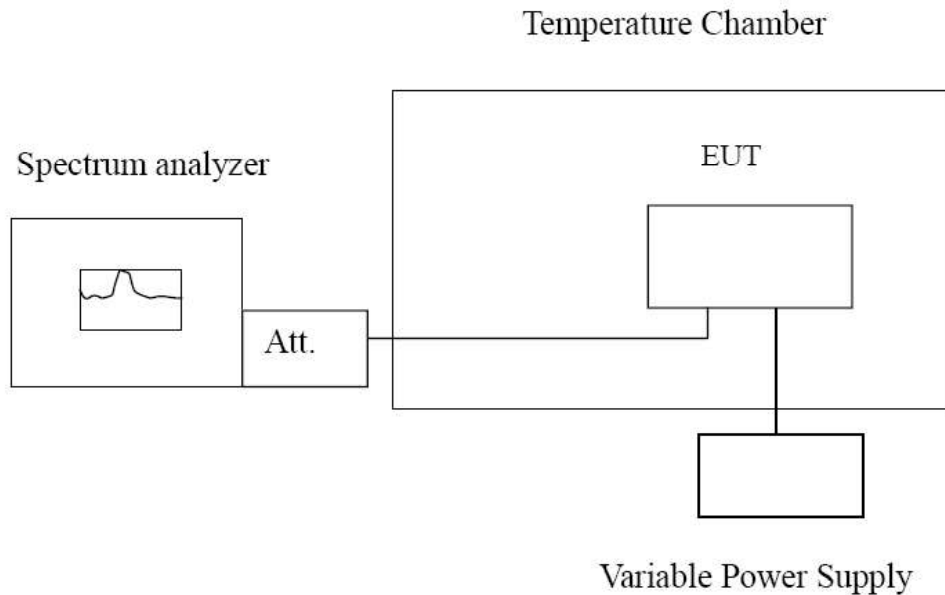 Temperature Chamber
EUT
Spectrum analyzer
Att.
Variable Power Supply